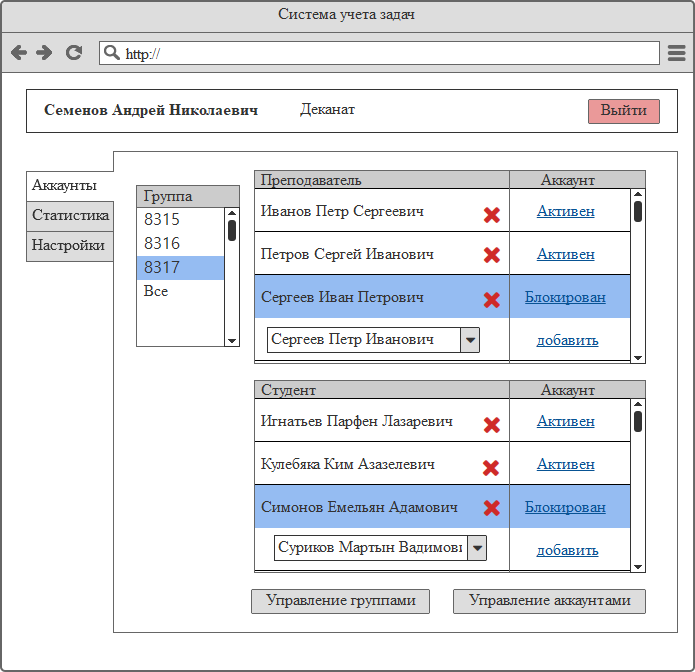 Система учета задач
http://
Семенов Андрей Николаевич Деканат Выйти
Аккаунты
Статистика
Настройки
Группа
8315
8316
8317
Все
Преподаватель Аккаунт
Иванов Петр Сергеевич Активен
Петров Сергей Иванович Активен
Сергеев Иван Петрович Блокирован
Сергеев Петр Иванович добавить
Студент Аккаунт
Игнатьев Парфен Лазаревич Активен
Кулебяка Ким Азазелевич Активен
Симонов Емельян Адамович Блокирован
Суриков Мартын Вадимови добавить
Управление группами Управление аккаунтами